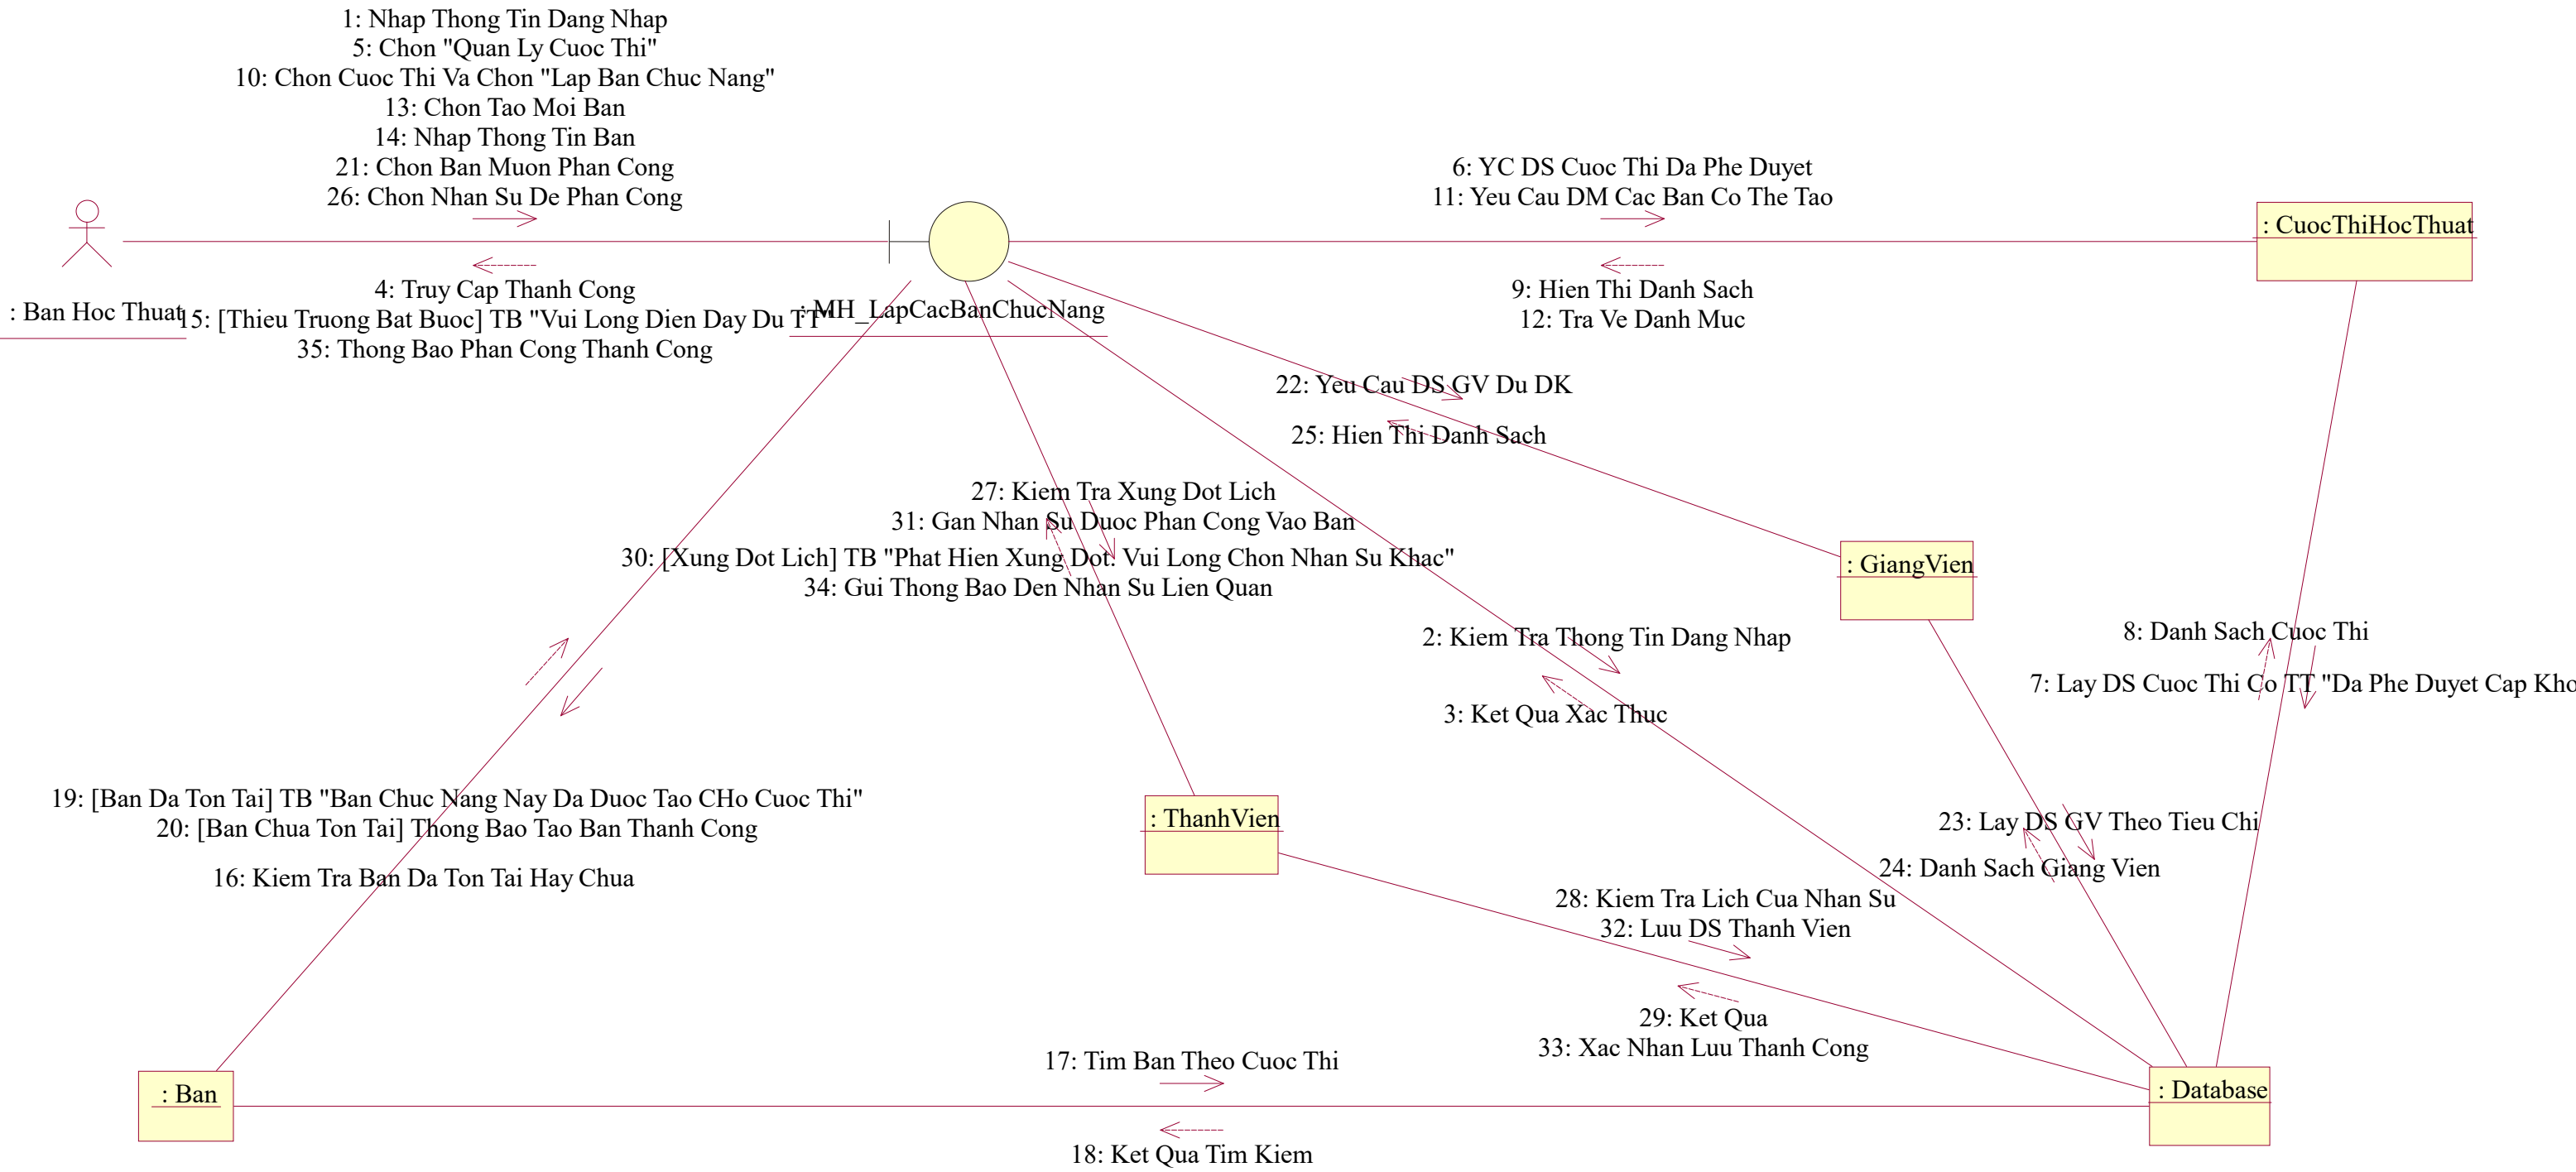 1: Nhap Thong Tin Dang Nhap
5: Chon "Quan Ly Cuoc Thi"
10: Chon Cuoc Thi Va Chon "Lap Ban Chuc Nang"
13: Chon Tao Moi Ban
14: Nhap Thong Tin Ban
21: Chon Ban Muon Phan Cong
26: Chon Nhan Su De Phan Cong
6: YC DS Cuoc Thi Da Phe Duyet
11: Yeu Cau DM Cac Ban Co The Tao
: CuocThiHocThuat
4: Truy Cap Thanh Cong
15: [Thieu Truong Bat Buoc] TB "Vui Long Dien Day Du TT"
35: Thong Bao Phan Cong Thanh Cong
: Ban Hoc Thuat
: MH_LapCacBanChucNang
9: Hien Thi Danh Sach
12: Tra Ve Danh Muc
22: Yeu Cau DS GV Du DK
25: Hien Thi Danh Sach
27: Kiem Tra Xung Dot Lich
31: Gan Nhan Su Duoc Phan Cong Vao Ban
30: [Xung Dot Lich] TB "Phat Hien Xung Dot. Vui Long Chon Nhan Su Khac"
34: Gui Thong Bao Den Nhan Su Lien Quan
: GiangVien
2: Kiem Tra Thong Tin Dang Nhap
3: Ket Qua Xac Thuc
8: Danh Sach Cuoc Thi
7: Lay DS Cuoc Thi Co TT "Da Phe Duyet Cap Kho
19: [Ban Da Ton Tai] TB "Ban Chuc Nang Nay Da Duoc Tao CHo Cuoc Thi"
20: [Ban Chua Ton Tai] Thong Bao Tao Ban Thanh Cong
16: Kiem Tra Ban Da Ton Tai Hay Chua
: ThanhVien
23: Lay DS GV Theo Tieu Chi
24: Danh Sach Giang Vien
28: Kiem Tra Lich Cua Nhan Su
32: Luu DS Thanh Vien
29: Ket Qua
33: Xac Nhan Luu Thanh Cong
17: Tim Ban Theo Cuoc Thi
: Ban
: Database
18: Ket Qua Tim Kiem